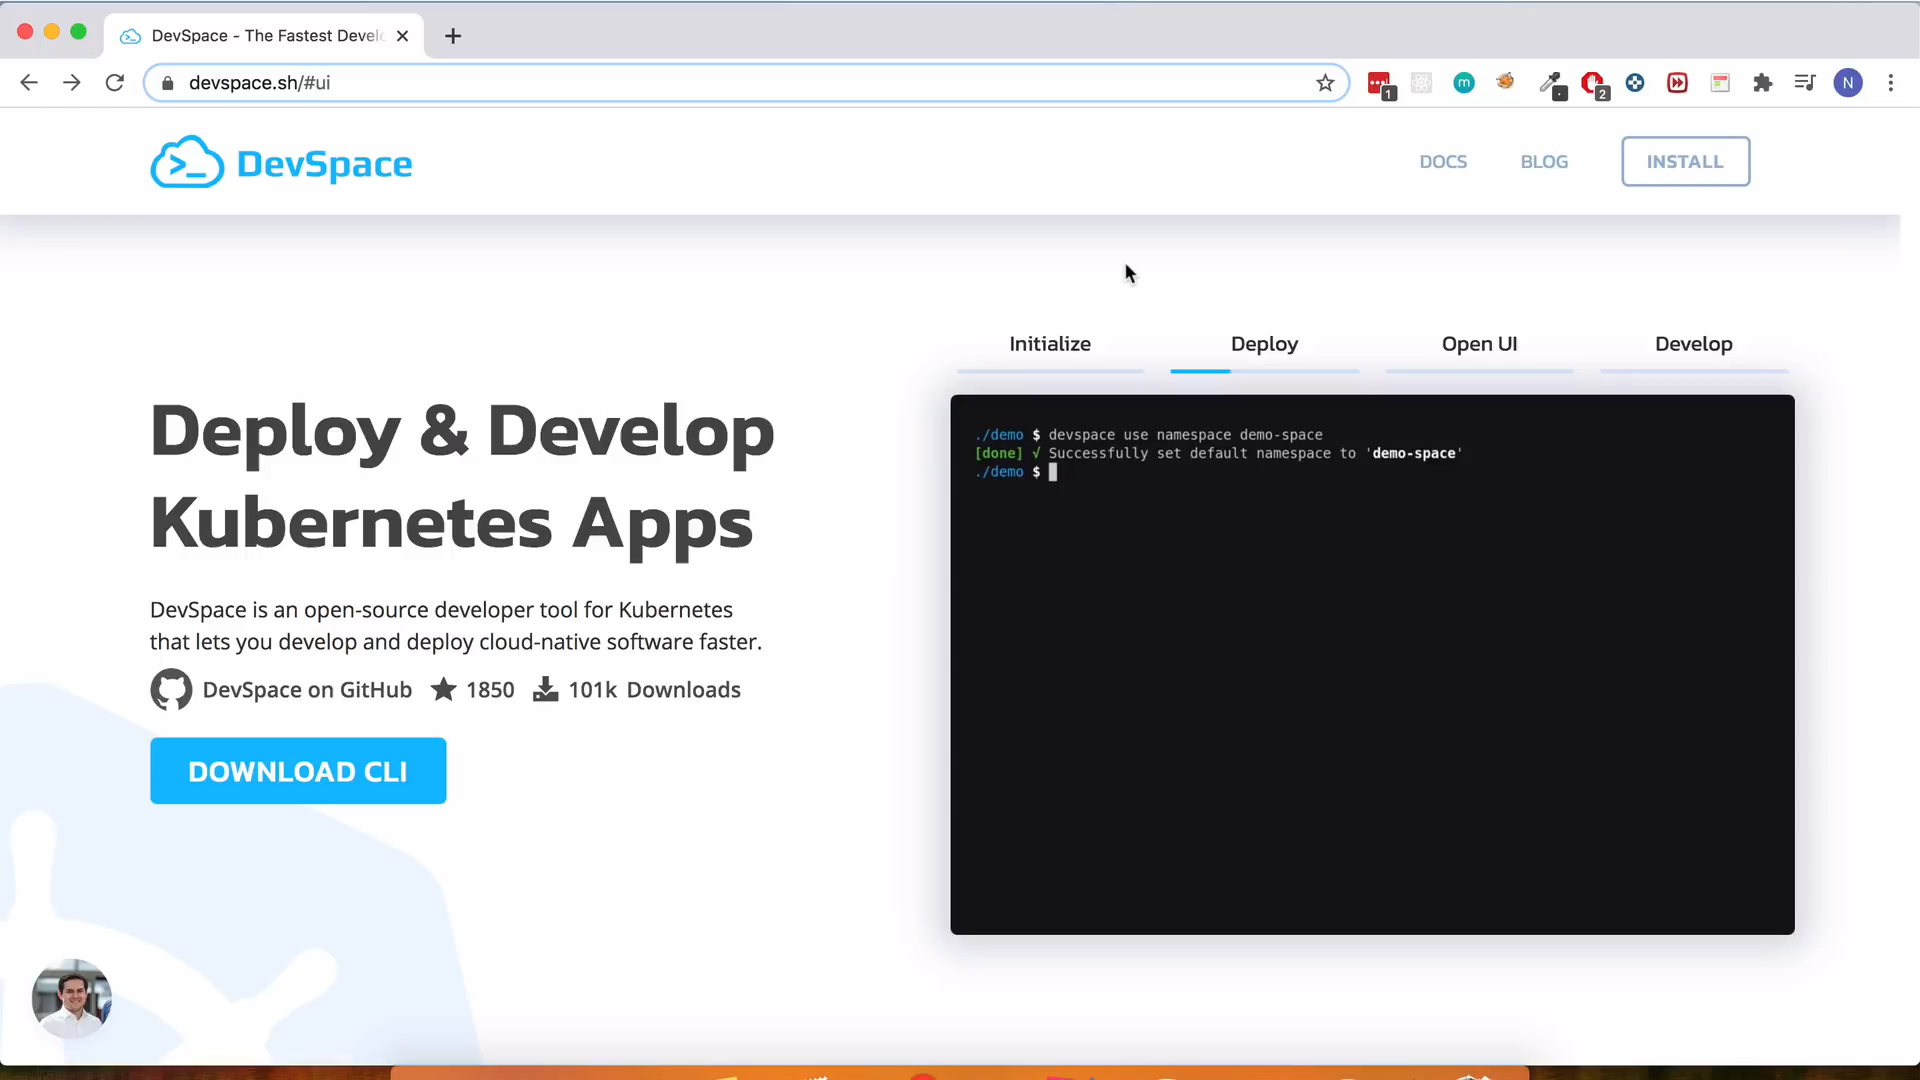 DevSpace - The Fastest Devel
devspace.sh/#ui
1
m
2
N
DevSpace
DOCS
BLOG
INSTALL
Initialize
Deploy
Open UI
Develop
./demo $ devspace use namespace demo-space
[done] √ Successfully set default namespace to 'demo-space'
./demo $
Deploy & Develop
Kubernetes Apps
DevSpace is an open-source developer tool for Kubernetes
that lets you develop and deploy cloud-native software faster.
DevSpace on GitHub ★ 1850 101k Downloads
DOWNLOAD CLI